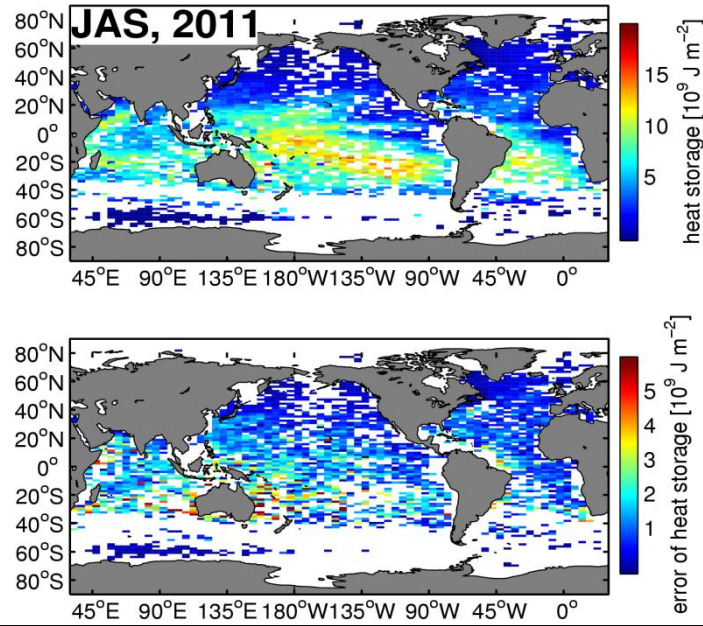 JAS, 2011
80°N
60°N
40°N
20°N
0°
20°S
40°S
60°S
80°S
45°E 90°E 135°E 180°W 135°W 90°W 45°W 0°
15
10
5
heat storage [10⁹ J m⁻²]
80°N
60°N
40°N
20°N
0°
20°S
40°S
60°S
80°S
45°E 90°E 135°E 180°W 135°W 90°W 45°W 0°
5
4
3
2
1
error of heat storage [10⁹ J m⁻²]